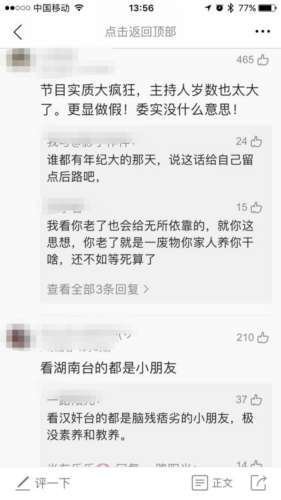 中国移动 13:56 77%
点击返回顶部
465
节目实质大疯狂，主持人岁数也太大
了。更显做假！委实没什么意思！
24
谁都有年纪大的那天，说这话给自己留
点后路吧，
15
我看你老了也会给无所依靠的，就你这
思想，你老了就是一废物你家人养你干
啥，还不如等死算了
查看全部3条回复 >
210
看湖南台的都是小朋友
37
看汉奸台的都是脑残痞劣的小朋友，极
没素养和教养。
评一下
正文